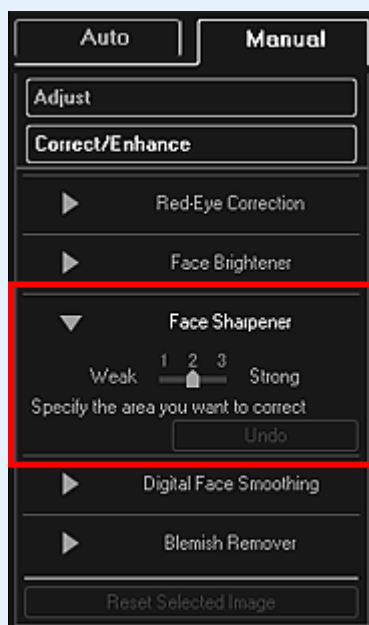 Auto Manual
Adjust
Correct/Enhance
Red-Eye Correction
Face Brightener
Face Sharpener
1 2 3
Weak Strong
Specify the area you want to correct
Undo
Digital Face Smoothing
Blemish Remover
Reset Selected Image